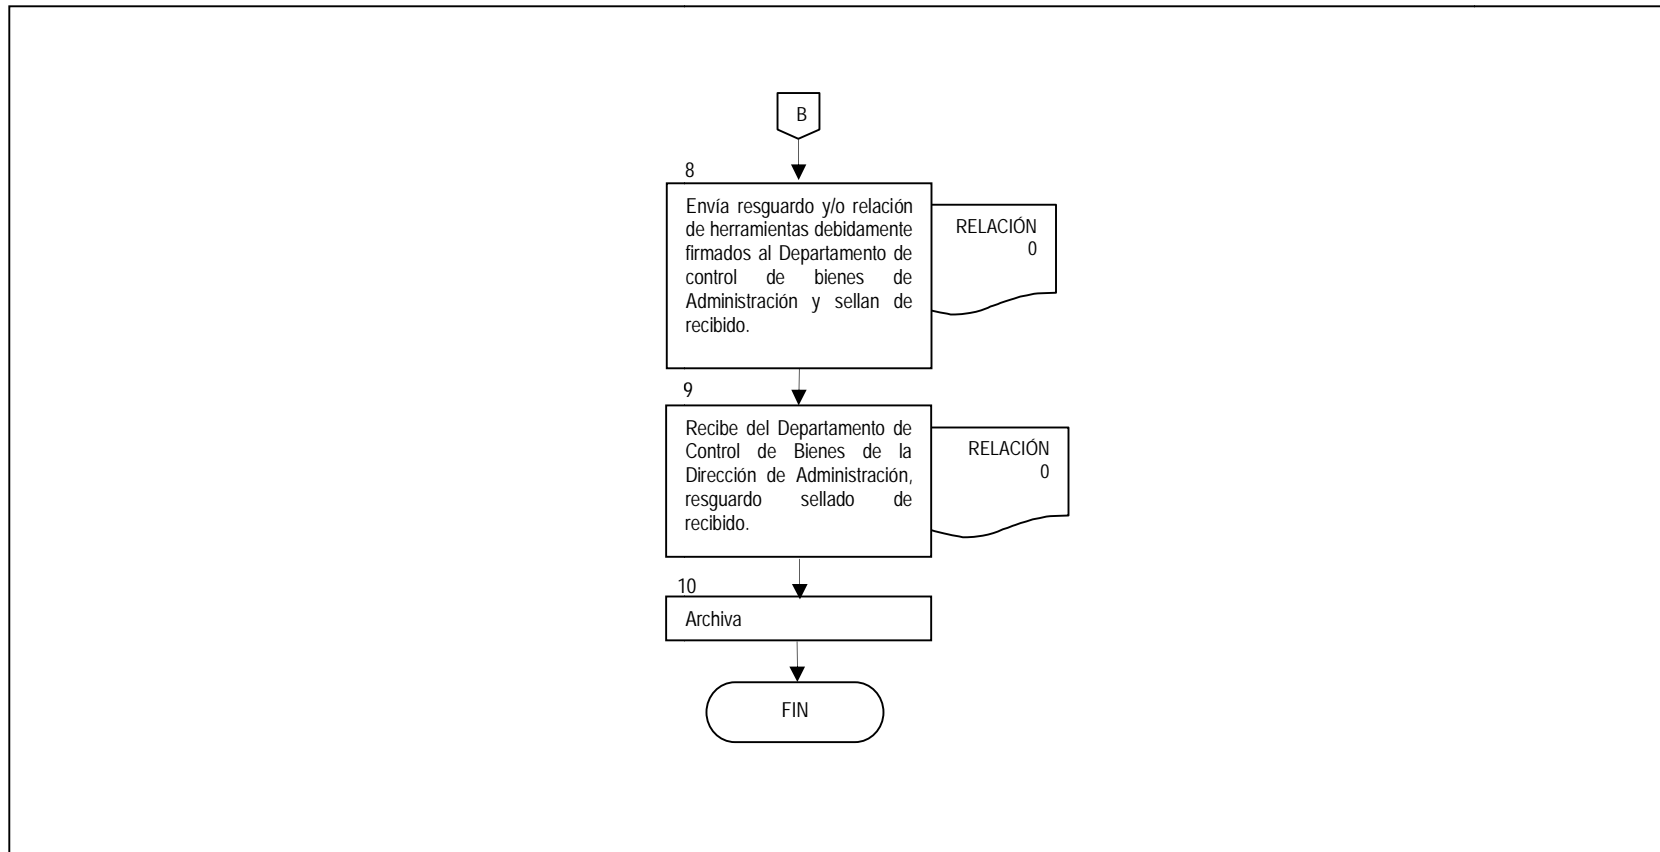 B
8
Envía resguardo y/o relación
de herramientas debidamente
firmados al Departamento de
control de bienes de
Administración y sellan de
recibido.
RELACIÓN
0
9
Recibe del Departamento de
Control de Bienes de la
Dirección de Administración,
resguardo sellado de
recibido.
RELACIÓN
0
10
Archiva
FIN